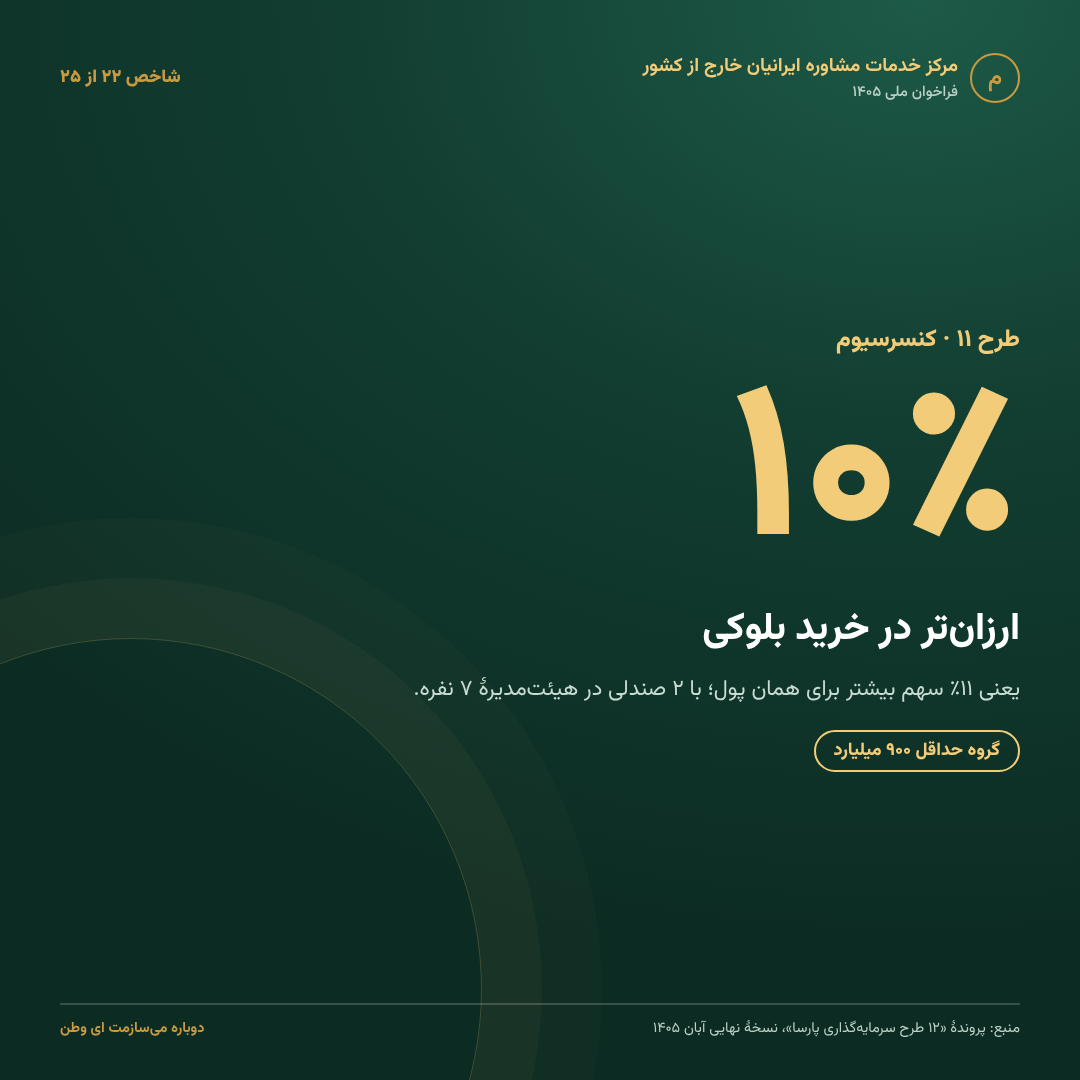 م
مرکز خدمات مشاوره ایرانیان خارج از کشور
فراخوان ملی ۱۴۰۵
شاخص ۲۲ از ۲۵
طرح ۱۱ · کنسرسیوم
۱۰٪
ارزان‌تر در خرید بلوکی
یعنی ۱۱٪ سهم بیشتر برای همان پول؛ با ۲ صندلی در هیئت‌مدیرهٔ ۷ نفره.
گروه حداقل ۹۰۰ میلیارد
منبع: پروندهٔ «۱۲ طرح سرمایه‌گذاری پارسا»، نسخهٔ نهایی آبان ۱۴۰۵
دوباره می‌سازمت ای وطن